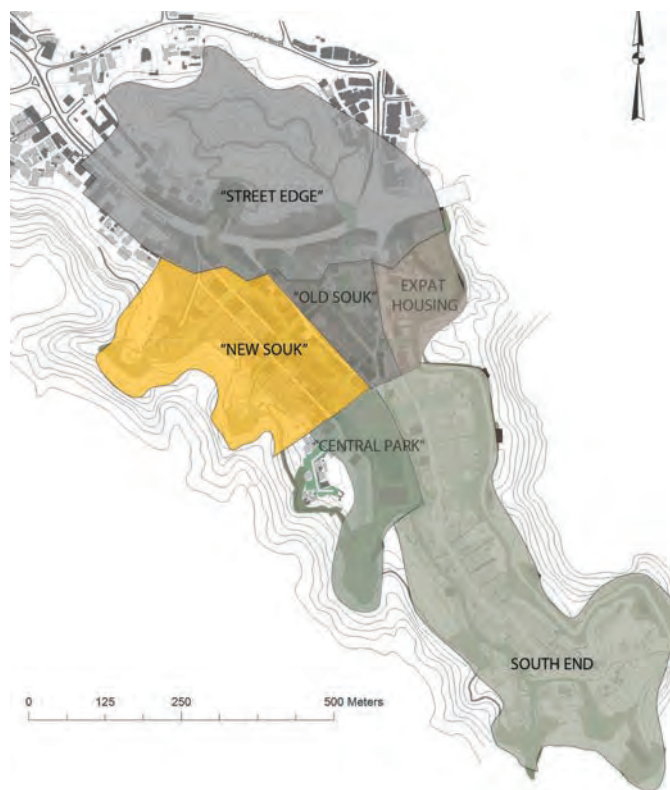 "STREET EDGE"
"OLD SOUK"
EXPAT
HOUSING
"NEW SOUK"
"CENTRAL PARK"
SOUTH END
0 125 250 500 Meters